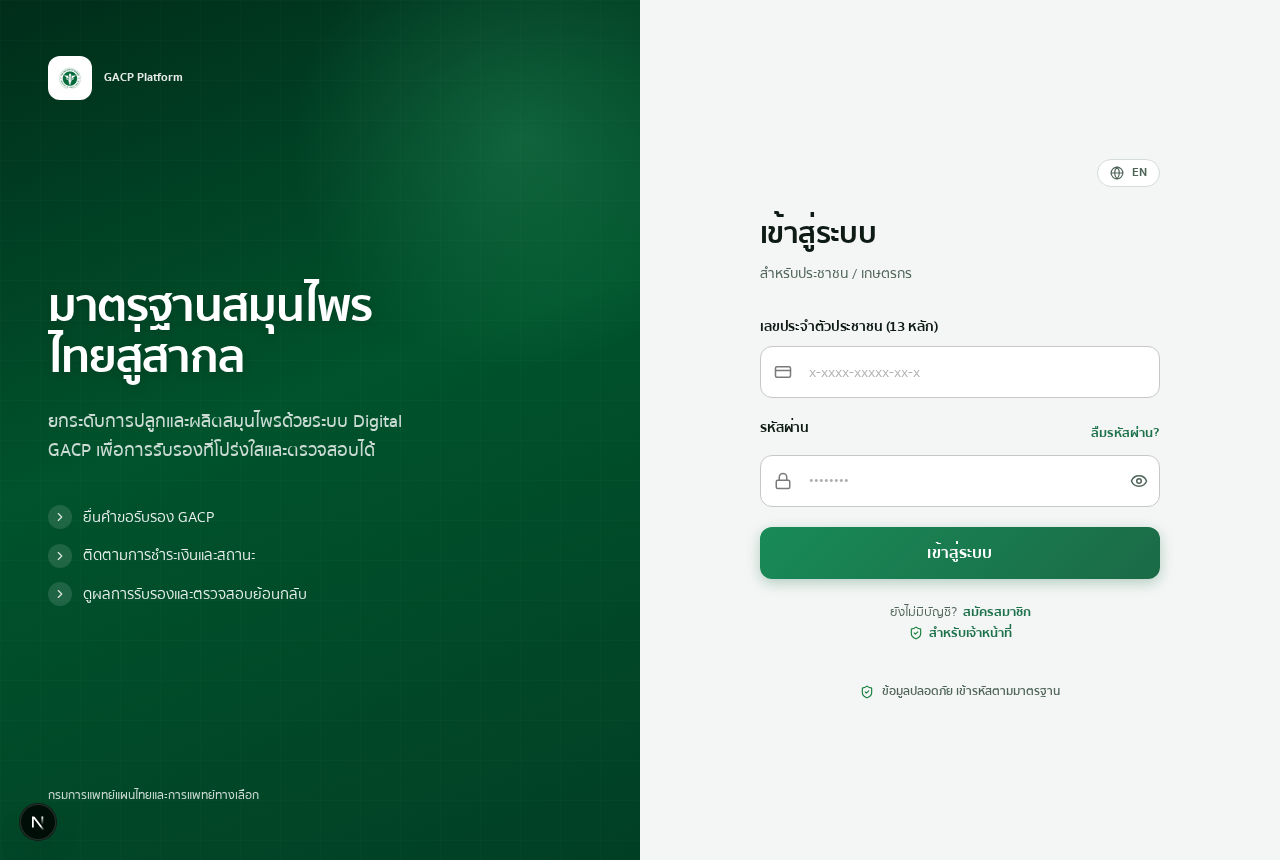 GACP Platform
มาตรฐานสมุนไพร
ไทยสู่สากล
ยกระดับการปลูกและผลิตสมุนไพรด้วยระบบ Digital
GACP เพื่อการรับรองที่โปร่งใสและตรวจสอบได้
ยื่นคำขอรับรอง GACP
ติดตามการชำระเงินและสถานะ
ดูผลการรับรองและตรวจสอบย้อนกลับ
กรมการแพทย์แผนไทยและการแพทย์ทางเลือก
EN
เข้าสู่ระบบ
สำหรับประชาชน / เกษตรกร
เลขประจำตัวประชาชน (13 หลัก)
x-xxxx-xxxxx-xx-x
รหัสผ่าน
ลืมรหัสผ่าน?
••••••••
เข้าสู่ระบบ
ยังไม่มีบัญชี? สมัครสมาชิก
สำหรับเจ้าหน้าที่
ข้อมูลปลอดภัย เข้ารหัสตามมาตรฐาน